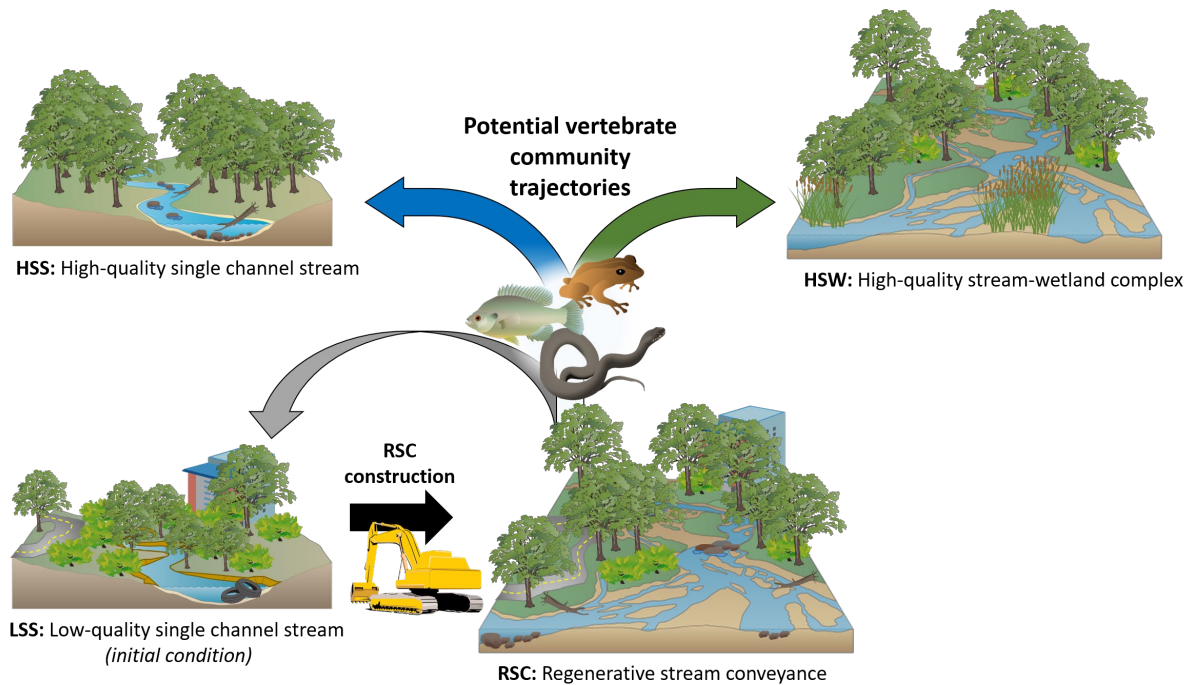 Potential vertebrate
community
trajectories
HSS: High-quality single channel stream
HSW: High-quality stream-wetland complex
RSC
construction
LSS: Low-quality single channel stream
(initial condition)
RSC: Regenerative stream conveyance